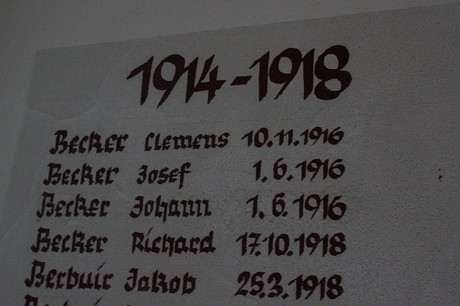 1914-1918
Becker Clemens 10.11.1916
Becker Josef 1.6.1916
Becker Johann 1.6.1916
Becker Richard 17.10.1918
Berbuir Jakob 25.3.1918